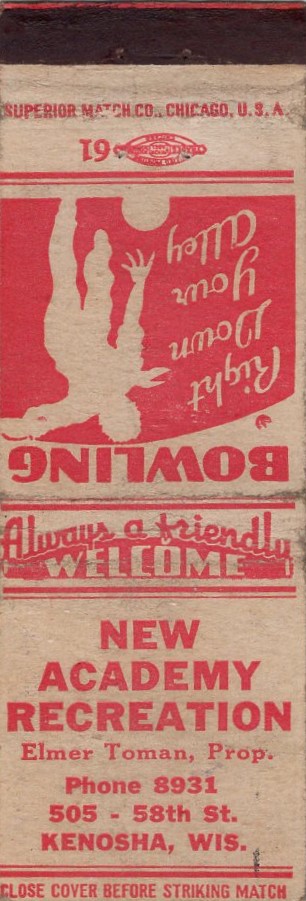 SUPERIOR MATCH CO., CHICAGO, U. S. A.
61
BOWLING
Right
Down
Your
Alley
Always a friendly
WELCOME
NEW
ACADEMY
RECREATION
Elmer Toman, Prop.
Phone 8931
505 - 58th St.
KENOSHA, WIS.
CLOSE COVER BEFORE STRIKING MATCH